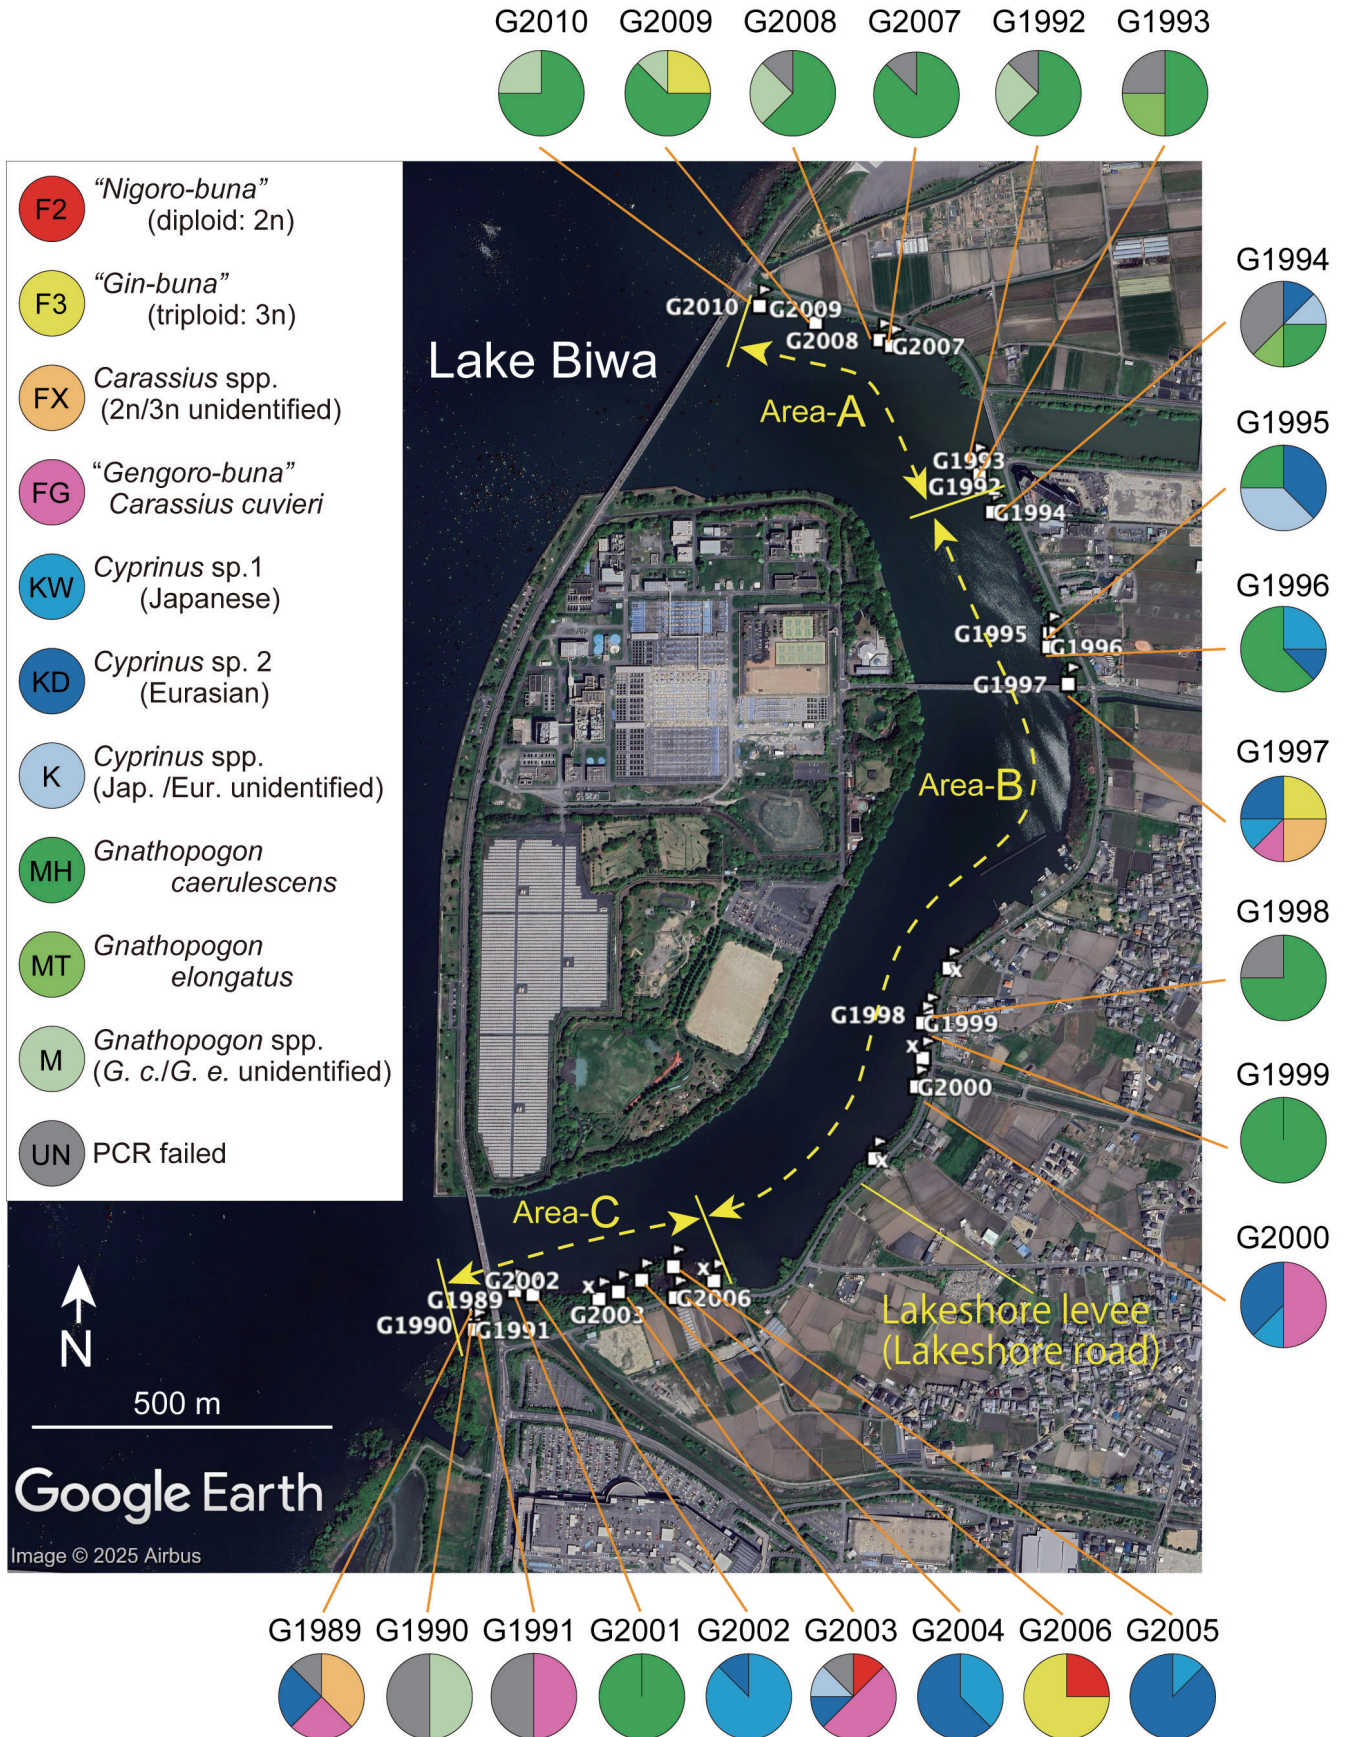 G2010 G2009 G2008 G2007 G1992 G1993
F2 "Nigoro-buna"
(diploid: 2n)
F3 "Gin-buna"
(triploid: 3n)
FX Carassius spp.
(2n/3n unidentified)
FG "Gengoro-buna"
Carassius cuvieri
KW Cyprinus sp.1
(Japanese)
KD Cyprinus sp. 2
(Eurasian)
K Cyprinus spp.
(Jap. /Eur. unidentified)
MH Gnathopogon
caerulescens
MT Gnathopogon
elongatus
M Gnathopogon spp.
(G. c./G. e. unidentified)
UN PCR failed
G2010 G2009
G2008 G2007
Lake Biwa
Area-A
G1993
G1992
G1994
G1995
G1996
G1997
Area-B
x
G1998
G1999
x
G2000
x
Area-C
G2002
x
x
G1989
G2003
G2006
G1990
G1991
Lakeshore levee
(Lakeshore road)
N
500 m
Google Earth
Image © 2025 Airbus
G1994
G1995
G1996
G1997
G1998
G1999
G2000
G1989 G1990 G1991 G2001 G2002 G2003 G2004 G2006 G2005